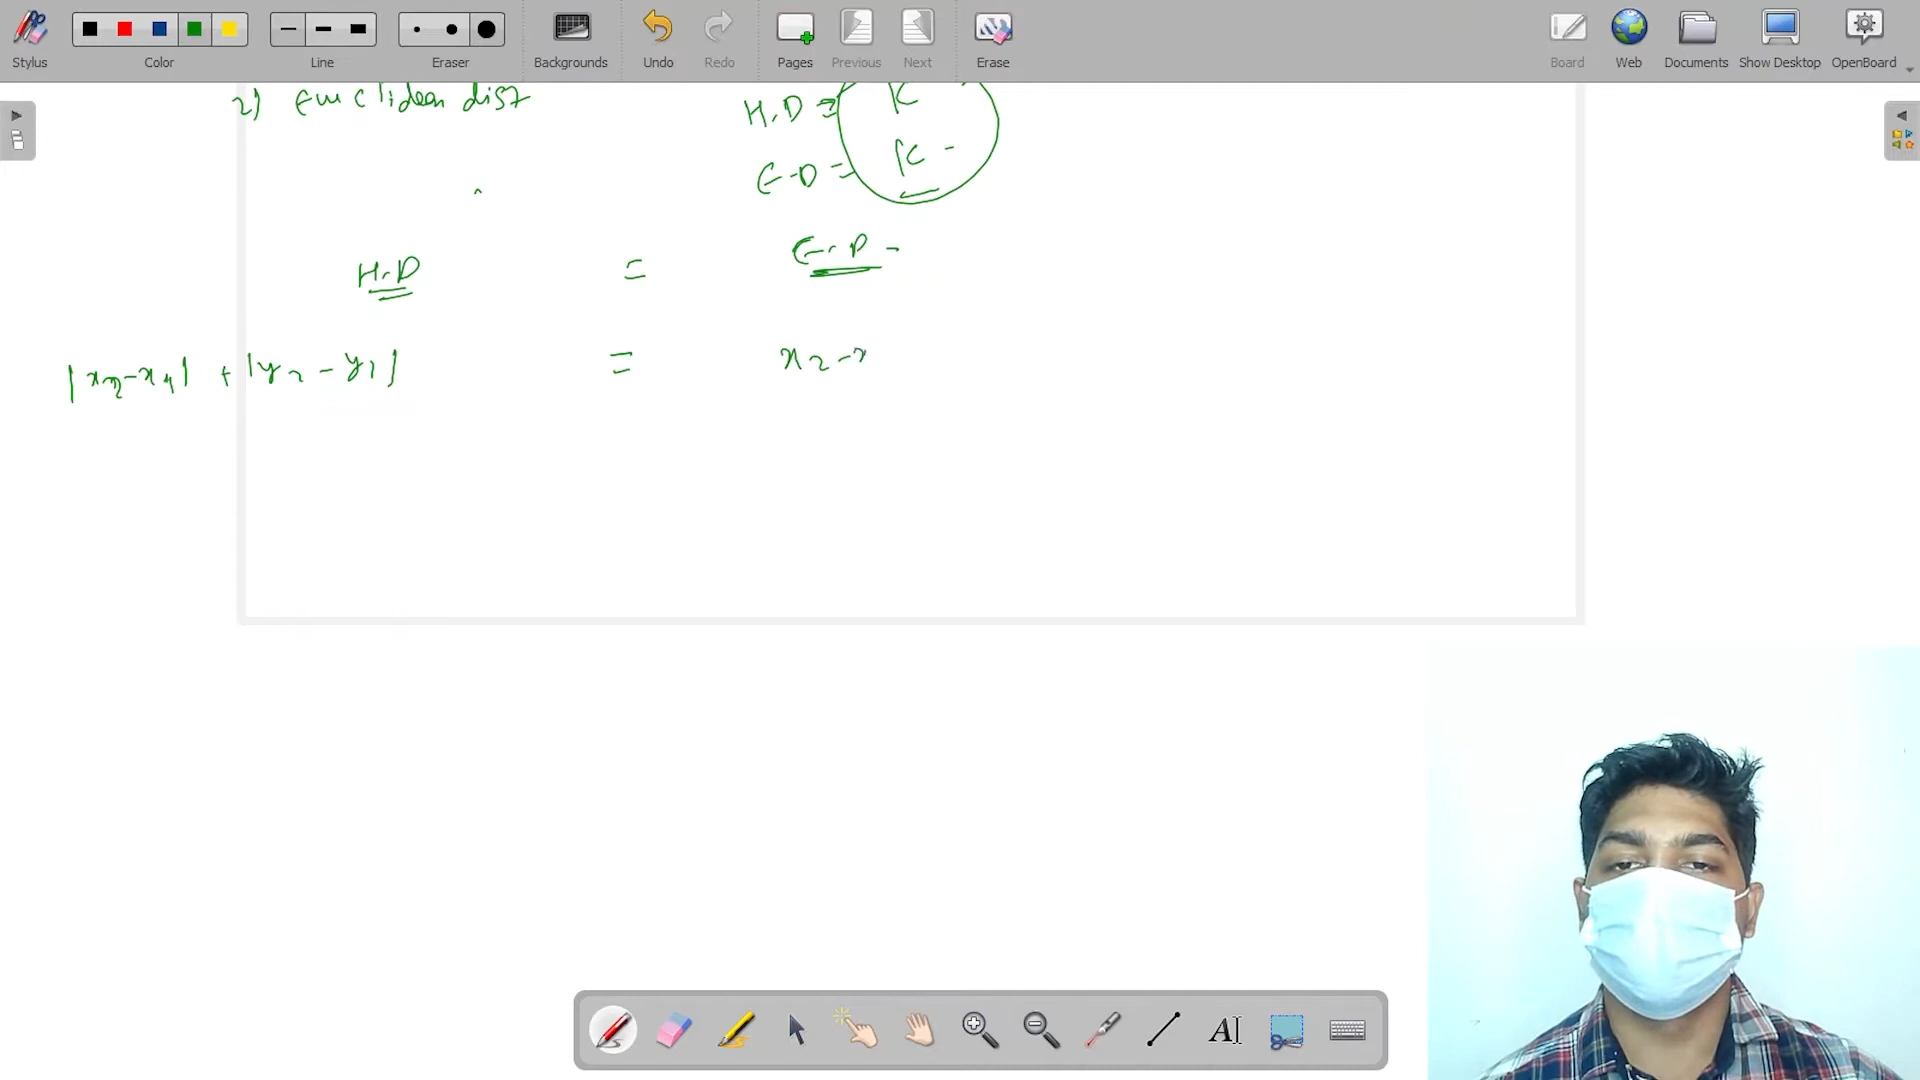 Stylus Color Line Eraser Backgrounds Undo Redo Pages Previous Next Erase Board Web Documents Show Desktop OpenBoard
2) Euclidean dist
H.D =
K
E-D =
K -
H.D = E.D -
|x2-x1| + |y2-y1| = x2-x